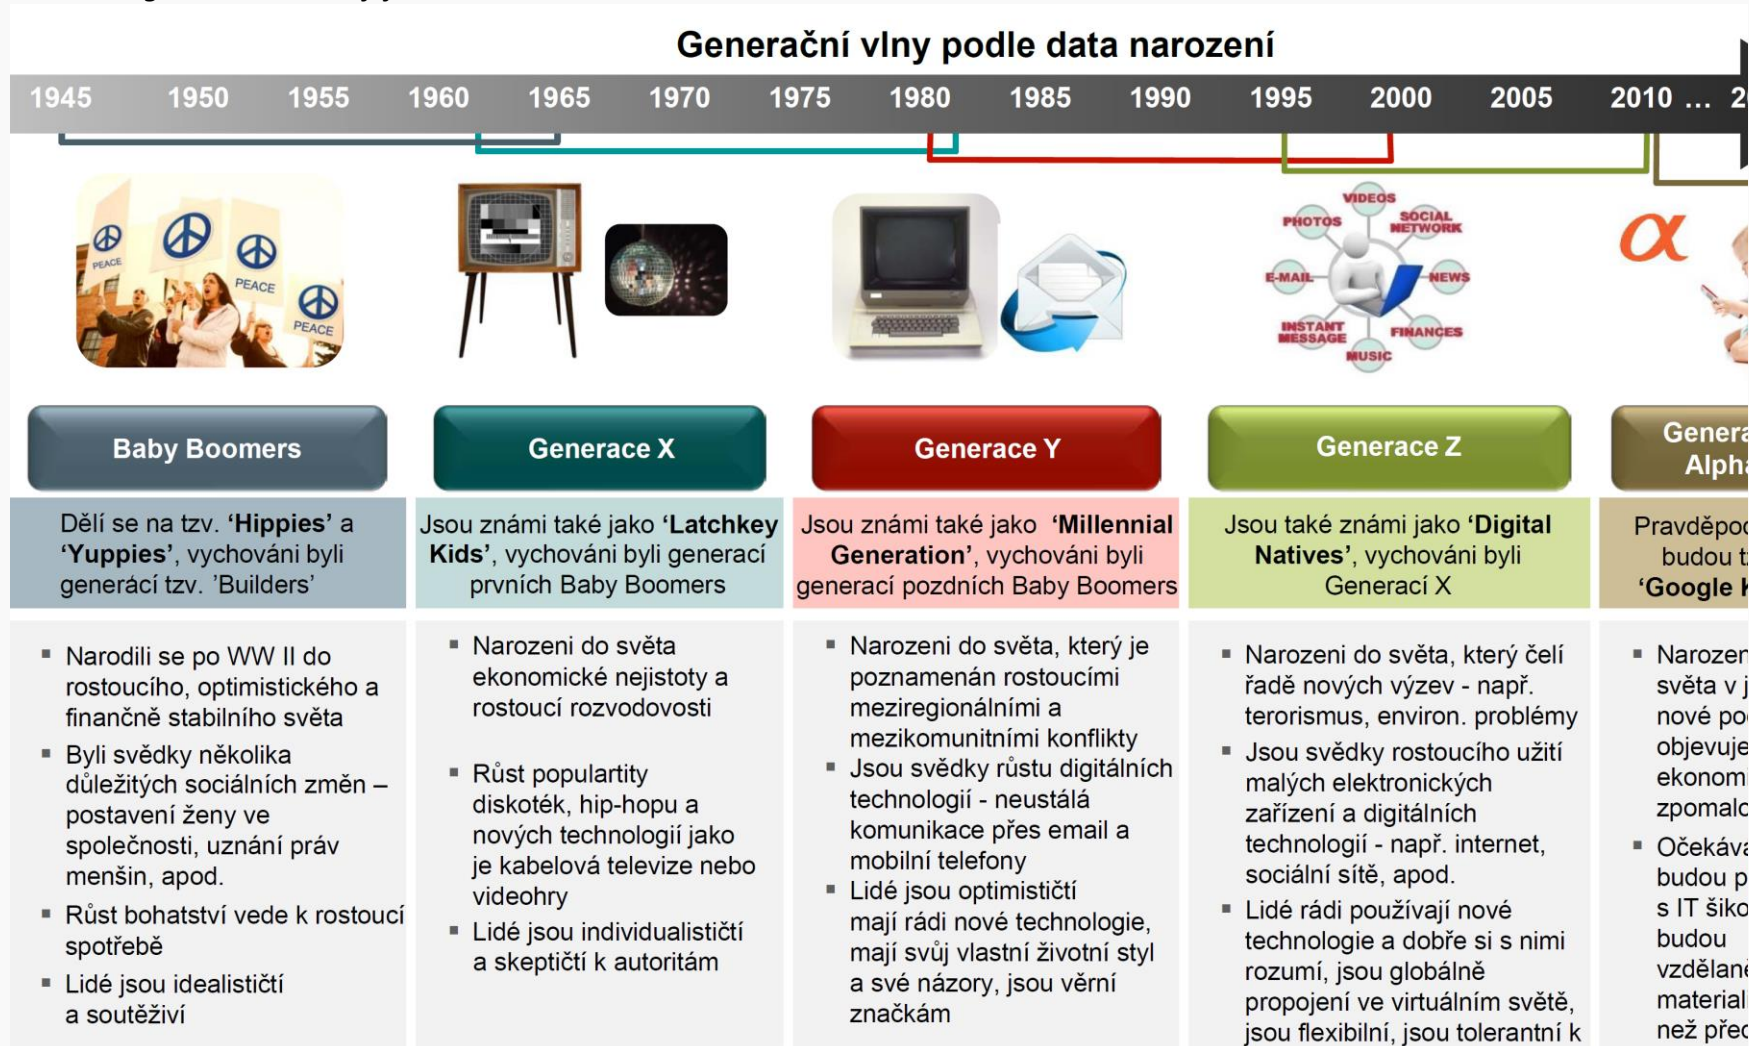 Generační vlny podle data narození
1945 1950 1955 1960 1965 1970 1975 1980 1985 1990 1995 2000 2005 2010 ...
PEACE
PEACE
PEACE
VIDEOS
PHOTOS
SOCIAL
NETWORK
E-MAIL
NEWS
INSTANT
MESSAGE
FINANCES
MUSIC
α
Baby Boomers
Dělí se na tzv. ‘Hippies’ a
‘Yuppies’, vychováni byli
generácí tzv. ’Builders’
▪ Narodili se po WW II do
rostoucího, optimistického a
finančně stabilního světa
▪ Byli svědky několika
důležitých sociálních změn –
postavení ženy ve
společnosti, uznání práv
menšin, apod.
▪ Růst bohatství vede k rostoucí
spotřebě
▪ Lidé jsou idealističtí
a soutěživí
Generace X
Jsou známi také jako ‘Latchkey
Kids’, vychováni byli generací
prvních Baby Boomers
▪ Narozeni do světa
ekonomické nejistoty a
rostoucí rozvodovosti
▪ Růst populartity
diskoték, hip-hopu a
nových technologií jako
je kabelová televize nebo
videohry
▪ Lidé jsou individualističtí
a skeptičtí k autoritám
Generace Y
Jsou známi také jako ‘Millennial
Generation’, vychováni byli
generací pozdních Baby Boomers
▪ Narozeni do světa, který je
poznamenán rostoucími
meziregionálními a
mezikomunitními konflikty
▪ Jsou svědky růstu digitálních
technologií - neustálá
komunikace přes email a
mobilní telefony
▪ Lidé jsou optimističtí
mají rádi nové technologie,
mají svůj vlastní životní styl
a své názory, jsou věrní
značkám
Generace Z
Jsou také známi jako ‘Digital
Natives’, vychováni byli
Generací X
▪ Narozeni do světa, který čelí
řadě nových výzev - např.
terorismus, environ. problémy
▪ Jsou svědky rostoucího užití
malých elektronických
zařízení a digitálních
technologií - např. internet,
sociální sítě, apod.
▪ Lidé rádi používají nové
technologie a dobře si s nimi
rozumí, jsou globálně
propojení ve virtuálním světě,
jsou flexibilní, jsou tolerantní k
budou
‘Google
▪
světa v
nové
▪
budou
s IT
budou
než